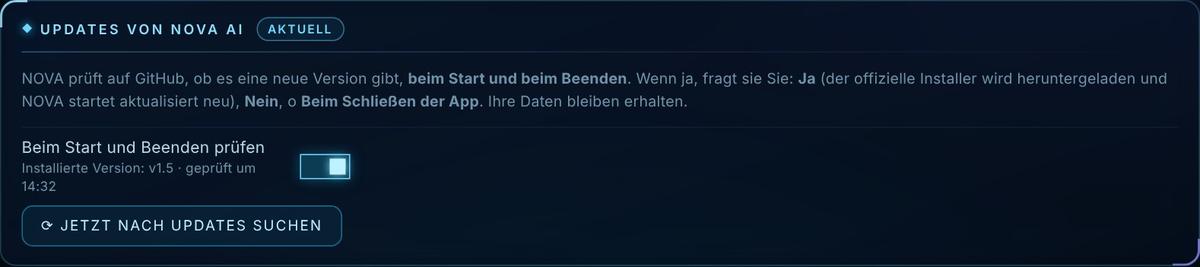 ◆ UPDATES VON NOVA AI AKTUELL
NOVA prüft auf GitHub, ob es eine neue Version gibt, beim Start und beim Beenden. Wenn ja, fragt sie Sie: Ja (der offizielle Installer wird heruntergeladen und
NOVA startet aktualisiert neu), Nein, o Beim Schließen der App. Ihre Daten bleiben erhalten.
Beim Start und Beenden prüfen
Installierte Version: v1.5 · geprüft um
14:32
⟳ JETZT NACH UPDATES SUCHEN